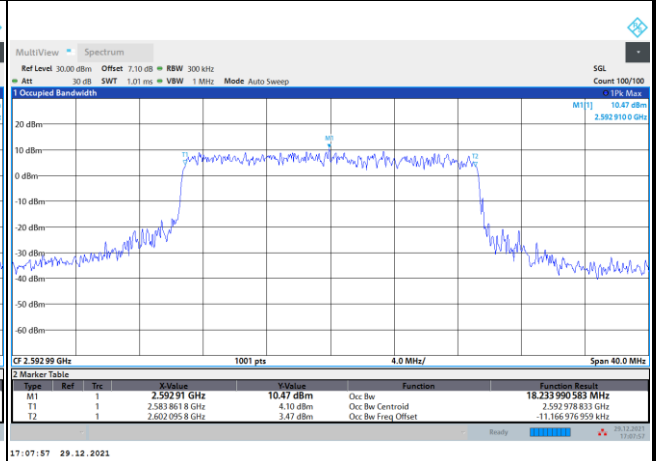 MultiView Spectrum
Ref Level 30.00 dBm Offset 7.10 dB RBW 300 kHz SGL
Att 30 dB SWT 1.01 ms VBW 1 MHz Mode Auto Sweep Count 100/100
1 Occupied Bandwidth 1Pk Max
M1[1] 10.47 dBm
2.592 910 0 GHz
20 dBm
M1
10 dBm
T1 T2
0 dBm
-10 dBm
-20 dBm
-30 dBm
-40 dBm
-50 dBm
-60 dBm
CF 2.592 99 GHz 1001 pts 4.0 MHz/ Span 40.0 MHz
2 Marker Table
Type Ref Trc X-Value Y-Value Function Function Result
M1 1 2.592 91 GHz 10.47 dBm Occ Bw 18.233 990 583 MHz
T1 1 2.583 861 8 GHz 4.10 dBm Occ Bw Centroid 2.592 978 833 GHz
T2 1 2.602 095 8 GHz 3.47 dBm Occ Bw Freq Offset -11.166 976 959 kHz
Ready 29.12.2021
17:07:57
17:07:57 29.12.2021